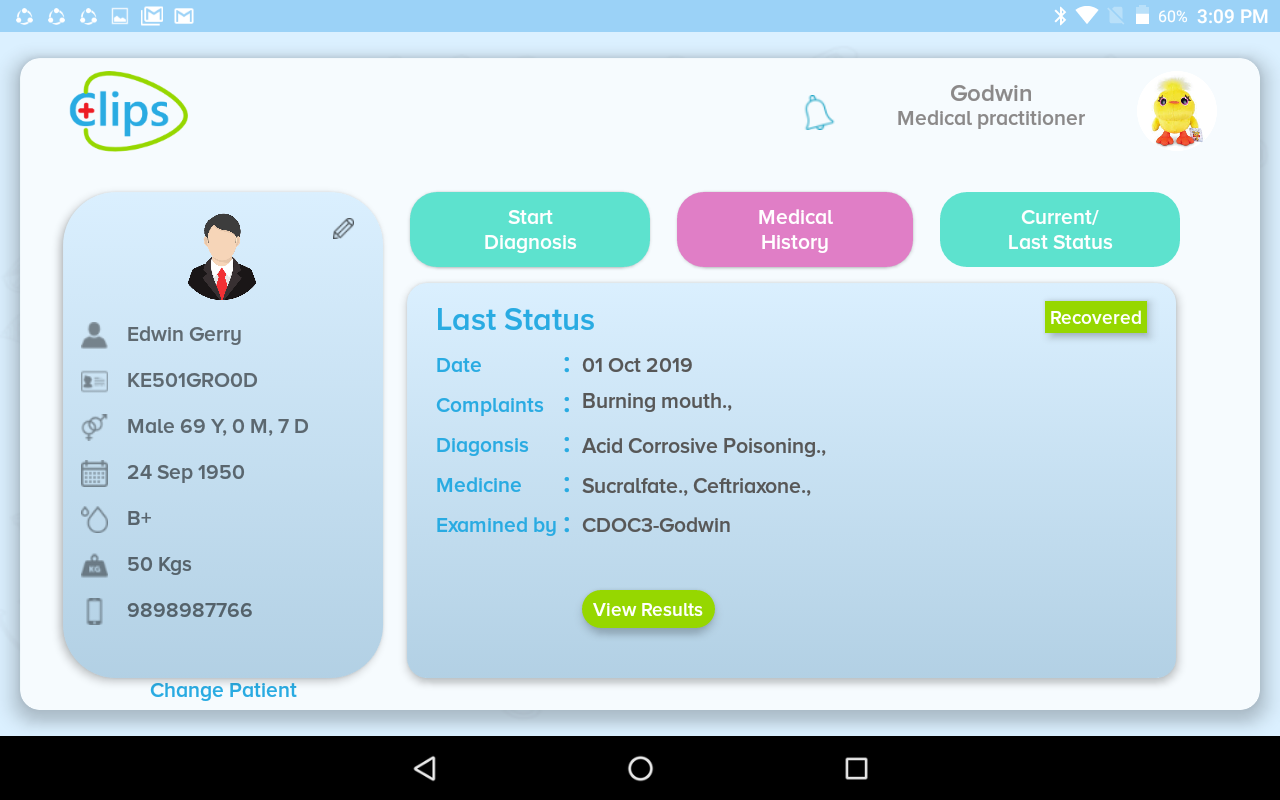 60% 3:09 PM
Clips
Godwin
Medical practitioner
Start
Diagnosis
Medical
History
Current/
Last Status
Edwin Gerry
KE501GRO0D
Male 69 Y, 0 M, 7 D
24 Sep 1950
B+
KG
50 Kgs
9898987766
Change Patient
Last Status
Recovered
Date : 01 Oct 2019
Complaints : Burning mouth.,
Diagonsis : Acid Corrosive Poisoning.,
Medicine : Sucralfate., Ceftriaxone.,
Examined by : CDOC3-Godwin
View Results